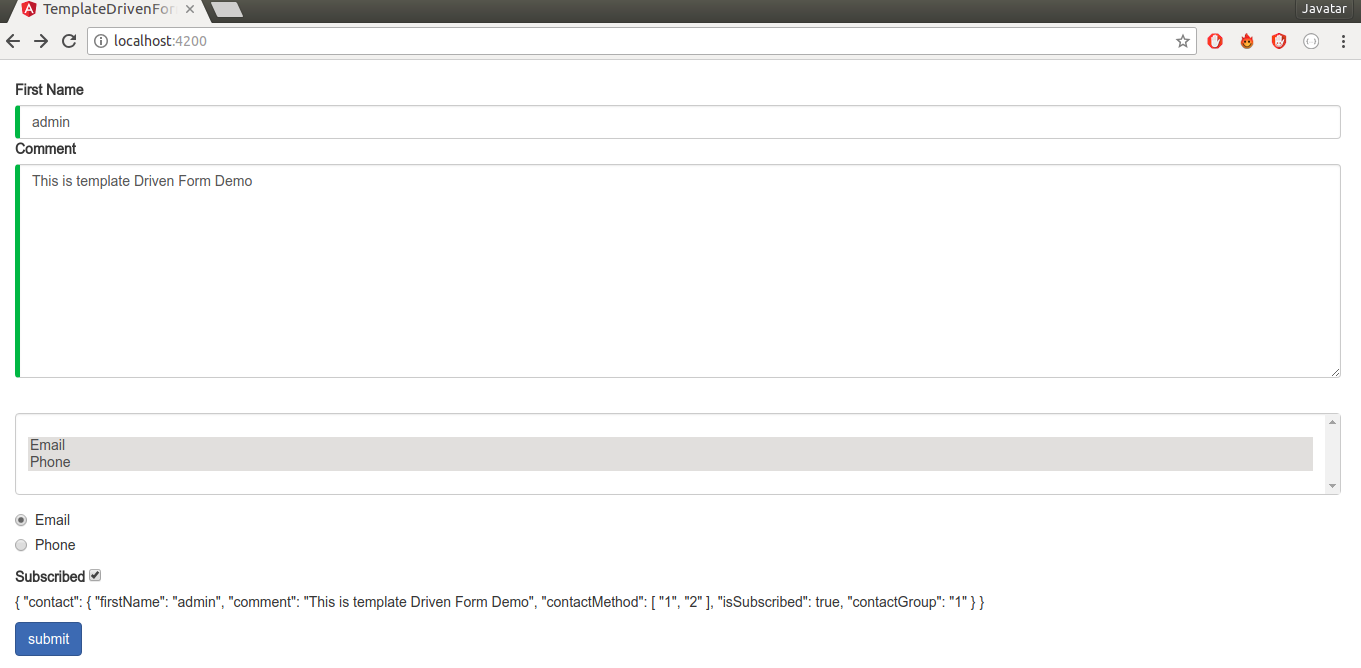 TemplateDrivenFor
Javatar
localhost:4200
First Name
admin
Comment
This is template Driven Form Demo
Email
Phone
Email
Phone
Subscribed
{ "contact": { "firstName": "admin", "comment": "This is template Driven Form Demo", "contactMethod": [ "1", "2" ], "isSubscribed": true, "contactGroup": "1" } }
submit